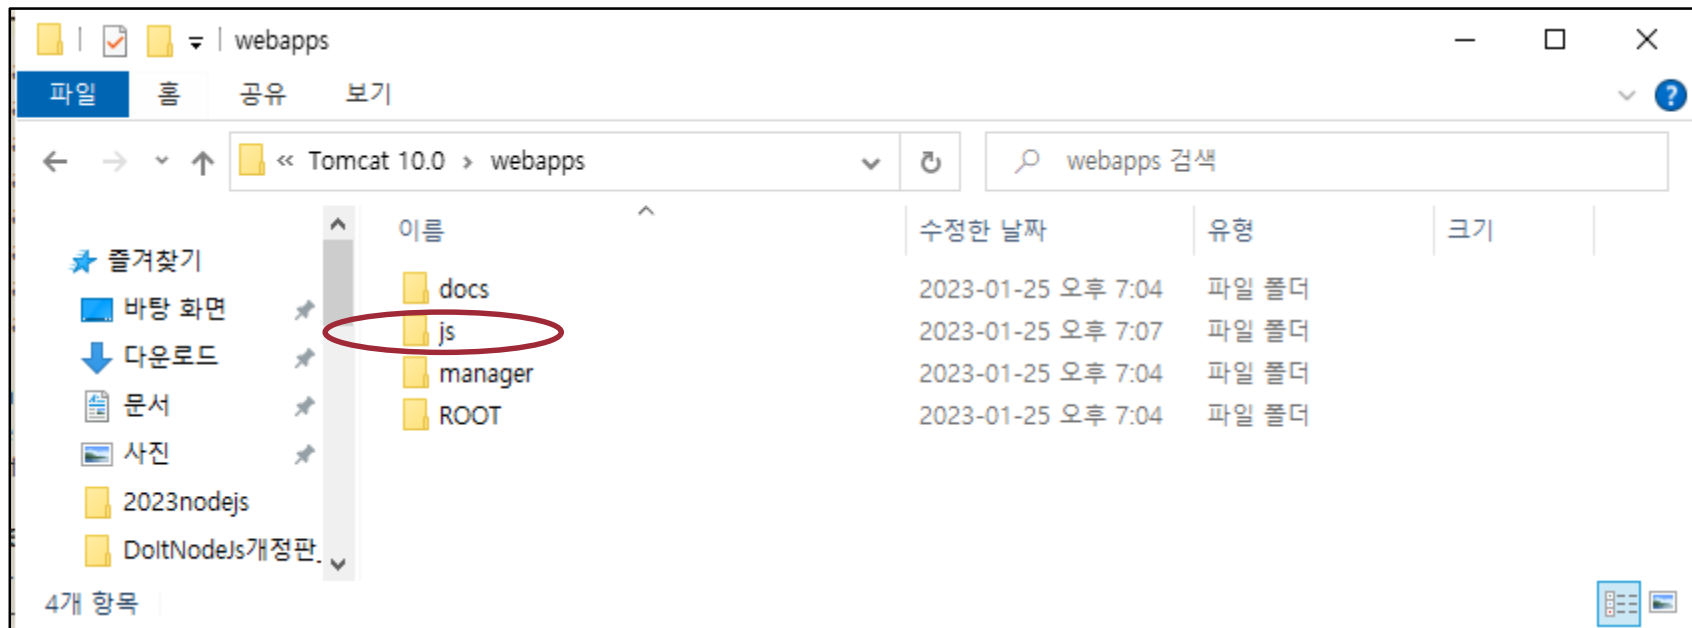 webapps
파일 홈 공유 보기
« Tomcat 10.0 › webapps
webapps 검색
이름 수정한 날짜 유형 크기
즐겨찾기
바탕 화면
다운로드
문서
사진
2023nodejs
DoItNodeJs개정판_
docs 2023-01-25 오후 7:04 파일 폴더
js 2023-01-25 오후 7:07 파일 폴더
manager 2023-01-25 오후 7:04 파일 폴더
ROOT 2023-01-25 오후 7:04 파일 폴더
4개 항목